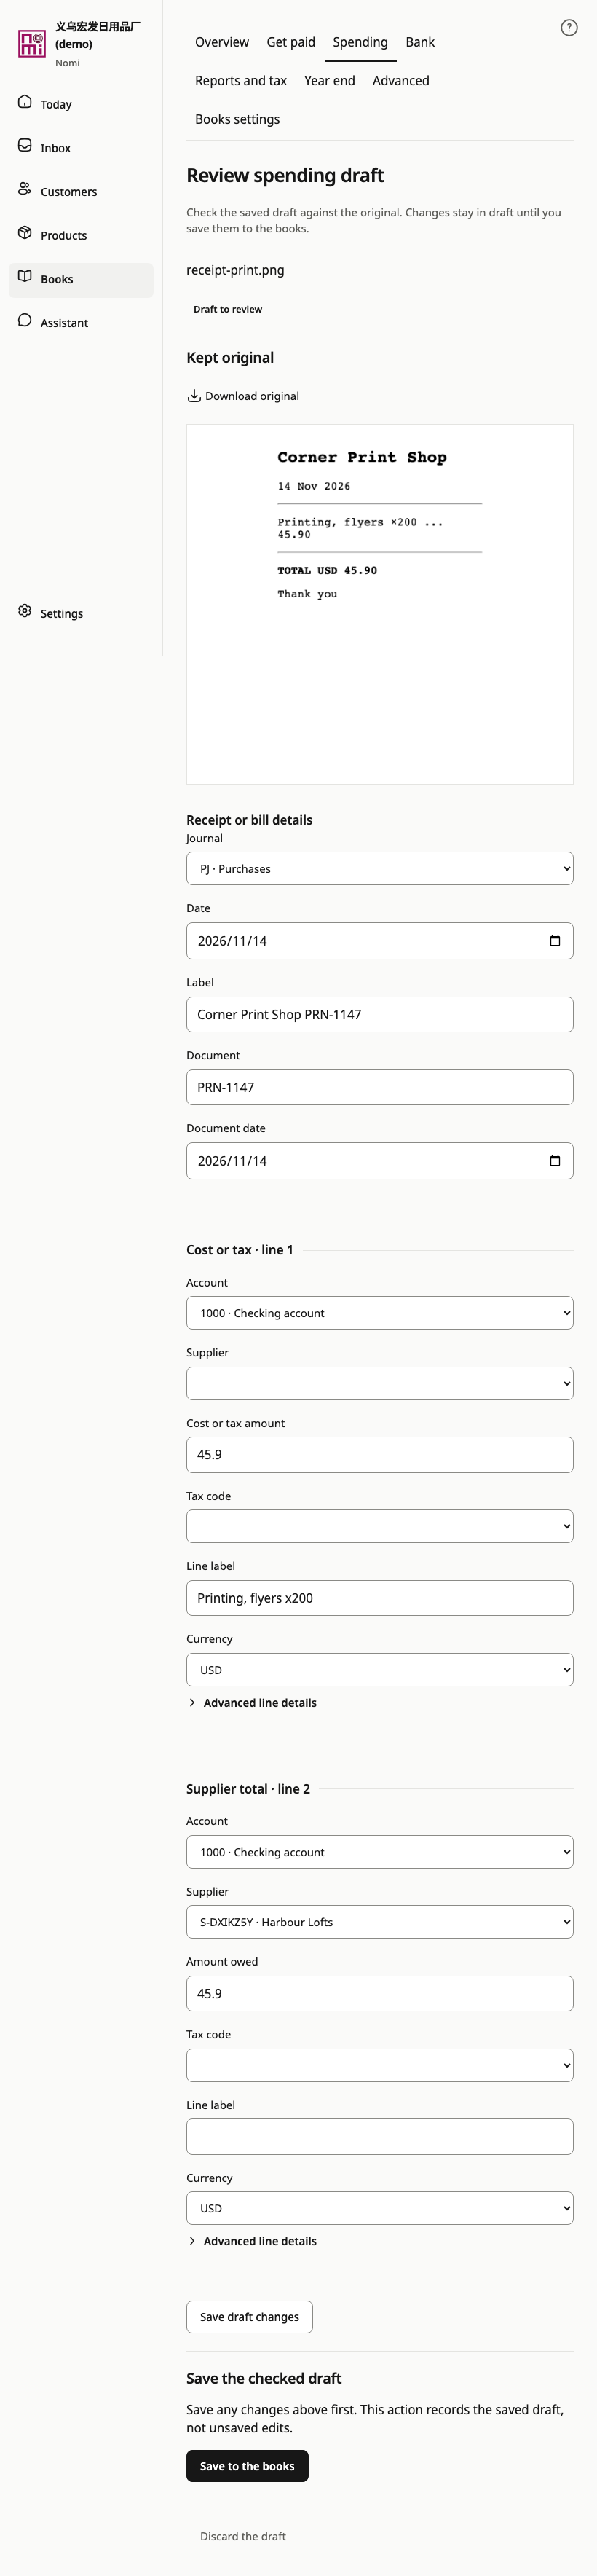 义乌宏发日用品厂
(demo)
Nomi
Today
Inbox
Customers
Products
Books
Assistant
Settings
Overview Get paid Spending Bank
Reports and tax Year end Advanced
Books settings
Review spending draft
Check the saved draft against the original. Changes stay in draft until you
save them to the books.
receipt-print.png
Draft to review
Kept original
Download original
Corner Print Shop
14 Nov 2026
Printing, flyers ×200 ...
45.90
TOTAL USD 45.90
Thank you
Receipt or bill details
Journal
PJ · Purchases
Date
2026/11/14
Label
Corner Print Shop PRN-1147
Document
PRN-1147
Document date
2026/11/14
Cost or tax · line 1
Account
1000 · Checking account
Supplier
Cost or tax amount
45.9
Tax code
Line label
Printing, flyers x200
Currency
USD
Advanced line details
Supplier total · line 2
Account
1000 · Checking account
Supplier
S-DXIKZ5Y · Harbour Lofts
Amount owed
45.9
Tax code
Line label
Currency
USD
Advanced line details
Save draft changes
Save the checked draft
Save any changes above first. This action records the saved draft,
not unsaved edits.
Save to the books
Discard the draft